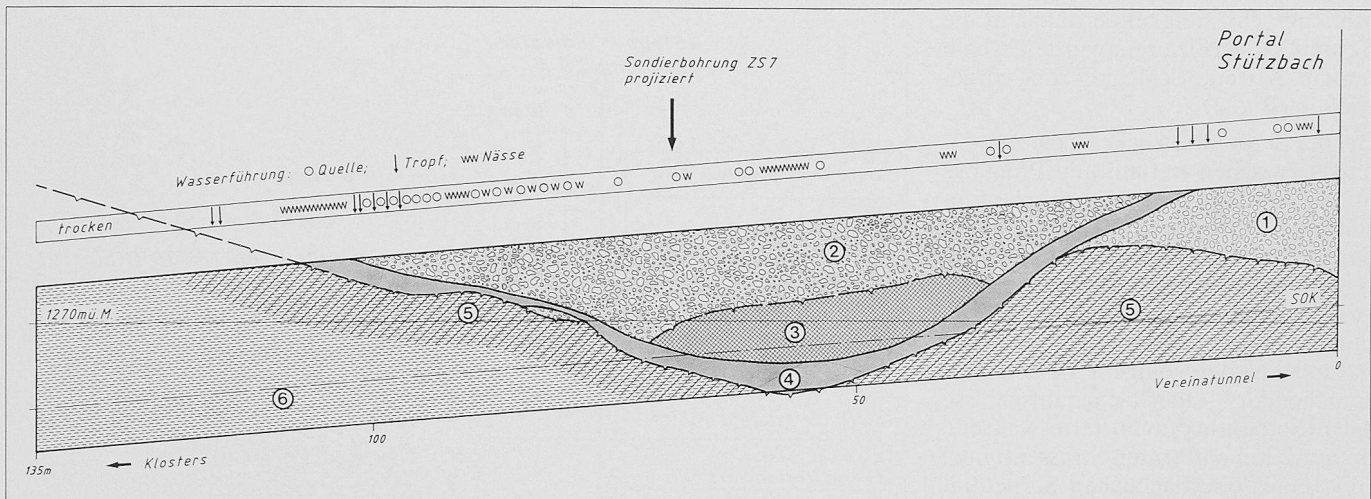 Portal
Stützbach
Sondierbohrung ZS7
projiziert
Wasserführung: ○ Quelle; ↓ Tropf; ww Nässe
trocken
1
2
3
4
5
5
6
1270mü.M.
SOK
Vereinatunnel →
0
50
100
135m
← Klosters